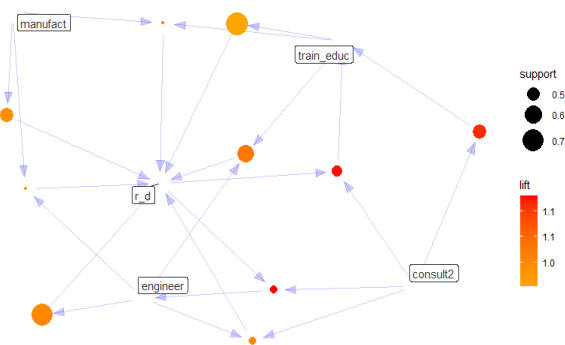 manufact
train_educ
r_d
engineer
consult2
support
0.5
0.6
0.7
lift
1.1
1.1
1.0